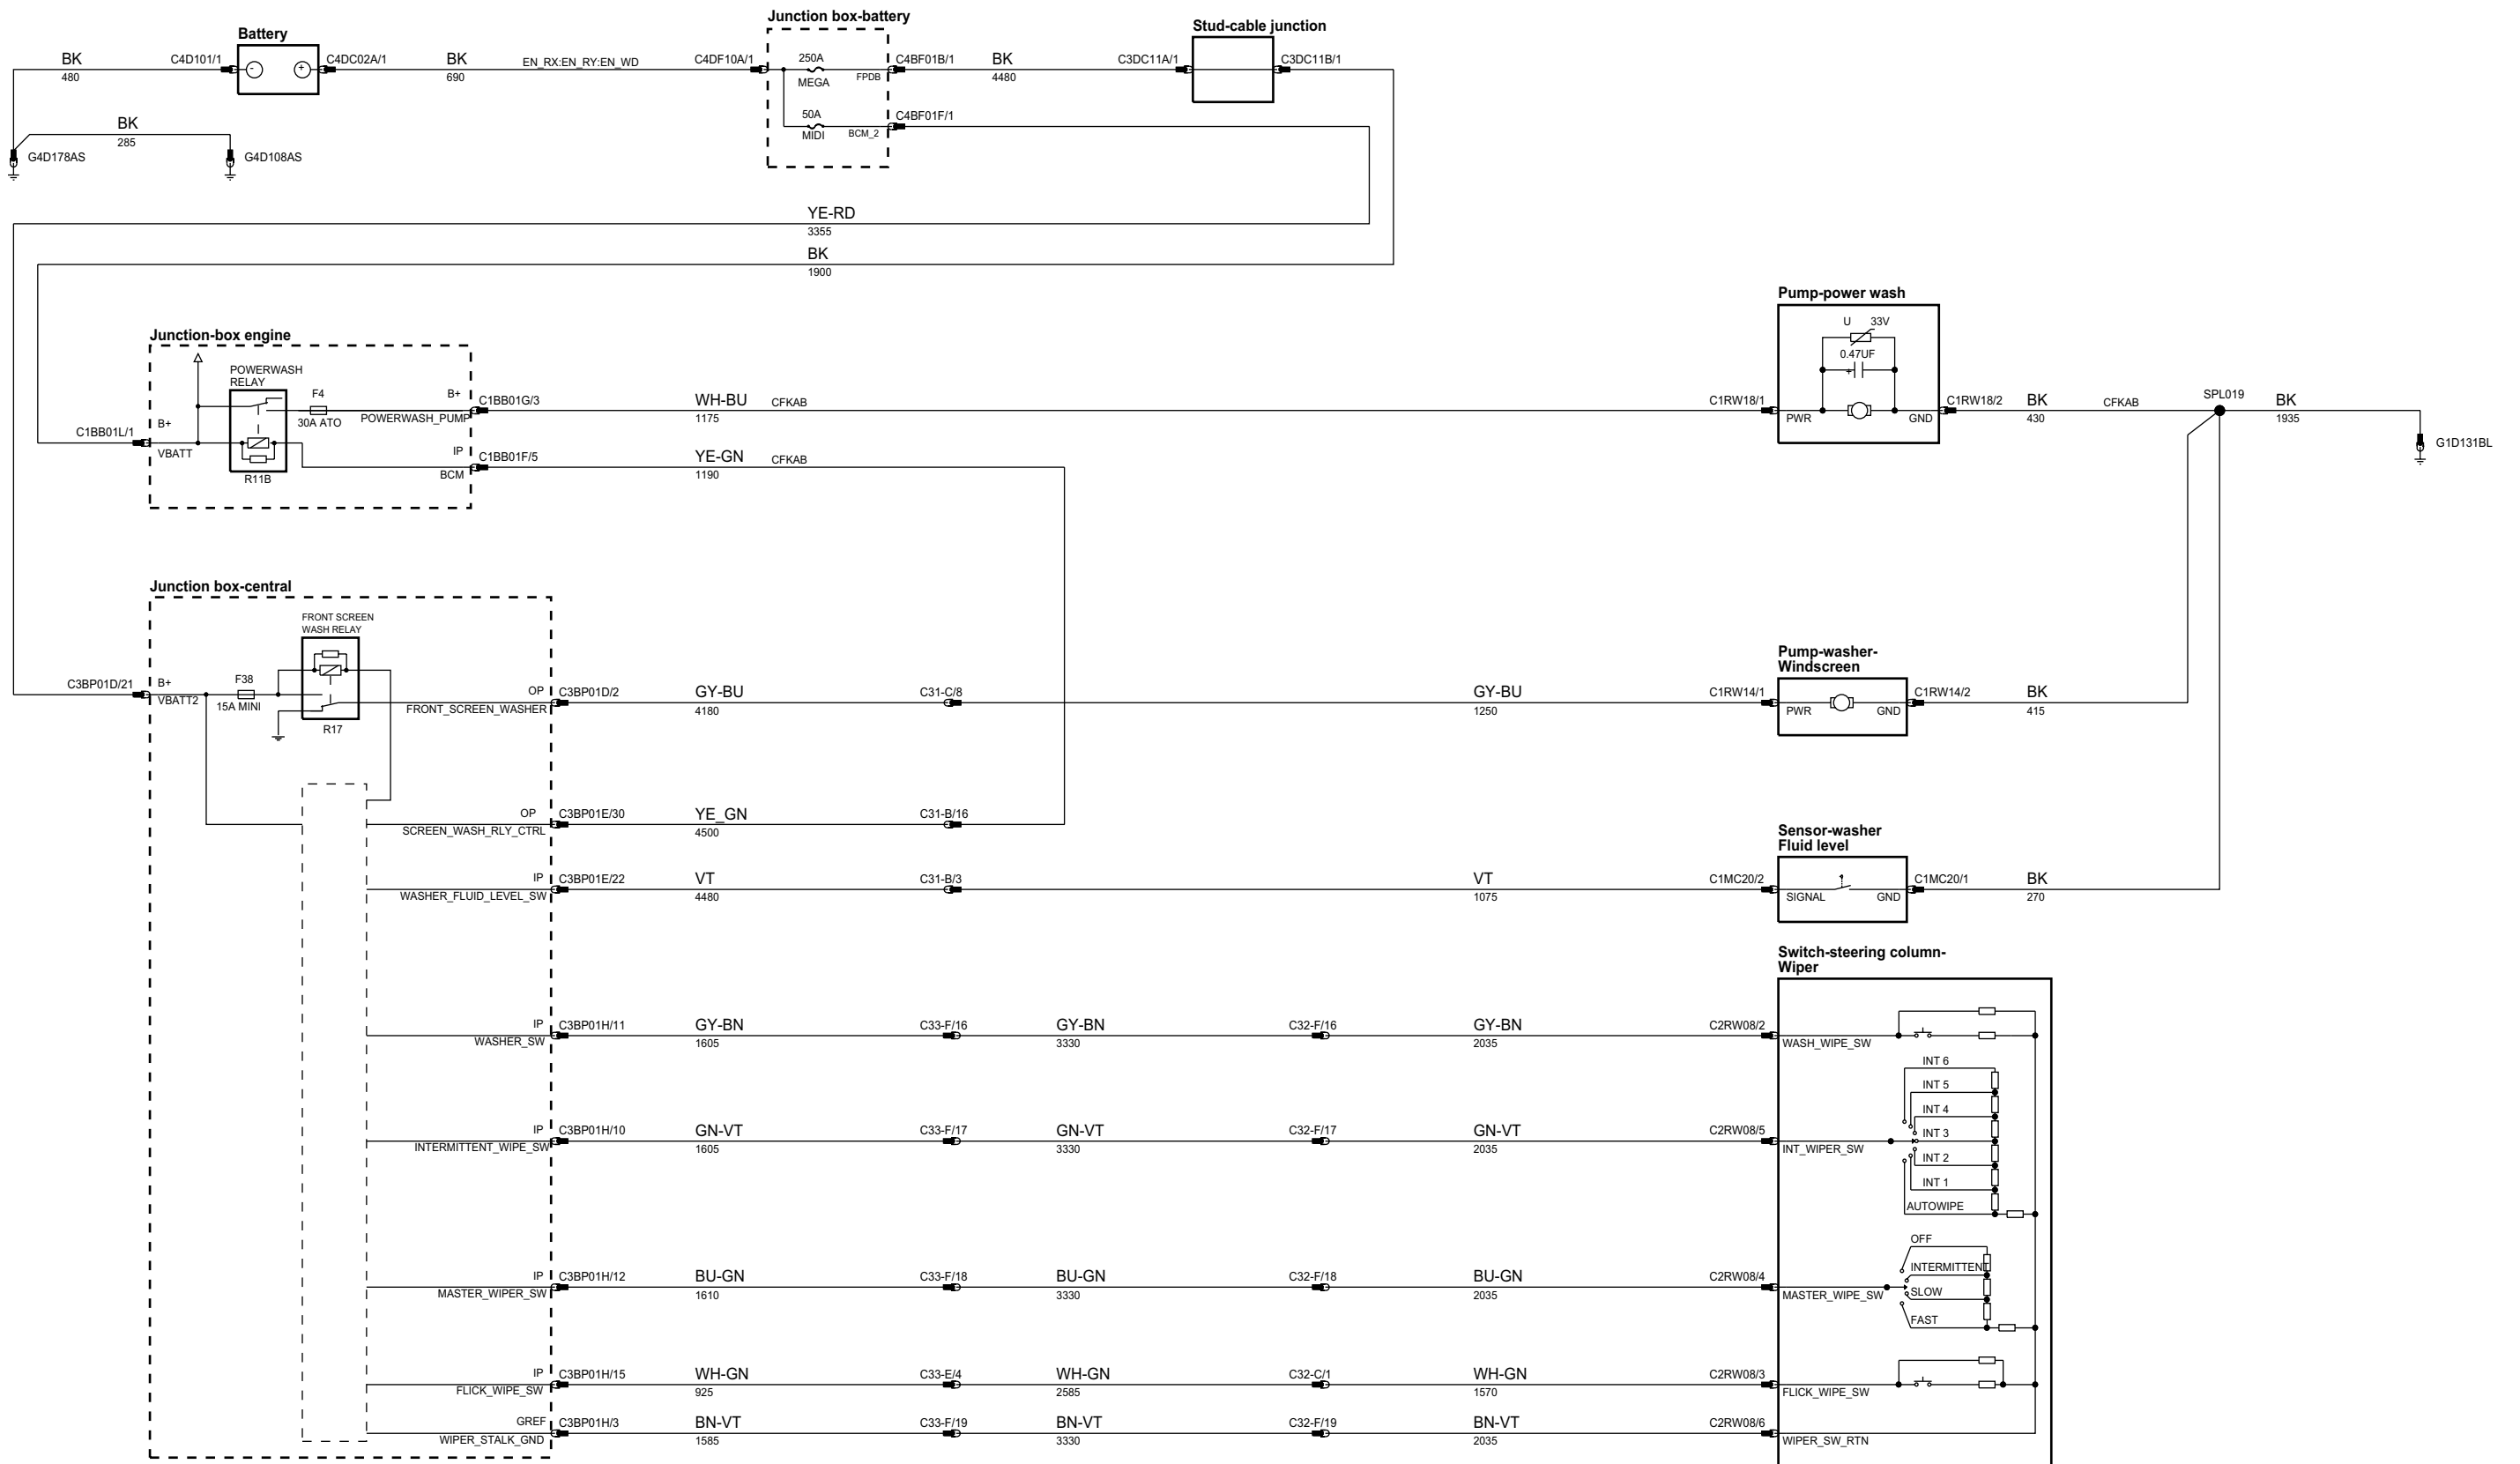 Junction box-battery
Stud-cable junction
Battery
BK
480
C4D101/1
-
+
C4DC02A/1
BK
690
EN_RX:EN_RY:EN_WD
C4DF10A/1
250A
MEGA
FPDB
C4BF01B/1
BK
4480
C3DC11A/1
C3DC11B/1
50A
MIDI
BCM_2
C4BF01F/1
BK
285
G4D178AS
G4D108AS
YE-RD
3355
BK
1900
Pump-power wash
U 33V
0.47UF
+
Junction-box engine
POWERWASH
RELAY
F4
30A ATO
B+
POWERWASH_PUMP
C1BB01G/3
WH-BU
1175
CFKAB
C1RW18/1
PWR
GND
C1RW18/2
BK
430
CFKAB
SPL019
BK
1935
G1D131BL
C1BB01L/1
B+
VBATT
R11B
IP
BCM
C1BB01F/5
YE-GN
1190
CFKAB
Junction box-central
FRONT SCREEN
WASH RELAY
C3BP01D/21
B+
VBATT2
F38
15A MINI
R17
OP
FRONT_SCREEN_WASHER
C3BP01D/2
GY-BU
4180
C31-C/8
GY-BU
1250
Pump-washer-
Windscreen
C1RW14/1
PWR
GND
C1RW14/2
BK
415
OP
SCREEN_WASH_RLY_CTRL
C3BP01E/30
YE_GN
4500
C31-B/16
Sensor-washer
Fluid level
IP
WASHER_FLUID_LEVEL_SW
C3BP01E/22
VT
4480
C31-B/3
VT
1075
C1MC20/2
SIGNAL
GND
C1MC20/1
BK
270
Switch-steering column-
Wiper
IP
WASHER_SW
C3BP01H/11
GY-BN
1605
C33-F/16
GY-BN
3330
C32-F/16
GY-BN
2035
C2RW08/2
WASH_WIPE_SW
INT 6
INT 5
INT 4
INT 3
INT 2
INT 1
AUTOWIPE
IP
INTERMITTENT_WIPE_SW
C3BP01H/10
GN-VT
1605
C33-F/17
GN-VT
3330
C32-F/17
GN-VT
2035
C2RW08/5
INT_WIPER_SW
OFF
INTERMITTENT
SLOW
FAST
IP
MASTER_WIPER_SW
C3BP01H/12
BU-GN
1610
C33-F/18
BU-GN
3330
C32-F/18
BU-GN
2035
C2RW08/4
MASTER_WIPE_SW
IP
FLICK_WIPE_SW
C3BP01H/15
WH-GN
925
C33-E/4
WH-GN
2585
C32-C/1
WH-GN
1570
C2RW08/3
FLICK_WIPE_SW
GREF
WIPER_STALK_GND
C3BP01H/3
BN-VT
1585
C33-F/19
BN-VT
3330
C32-F/19
BN-VT
2035
C2RW08/6
WIPER_SW_RTN